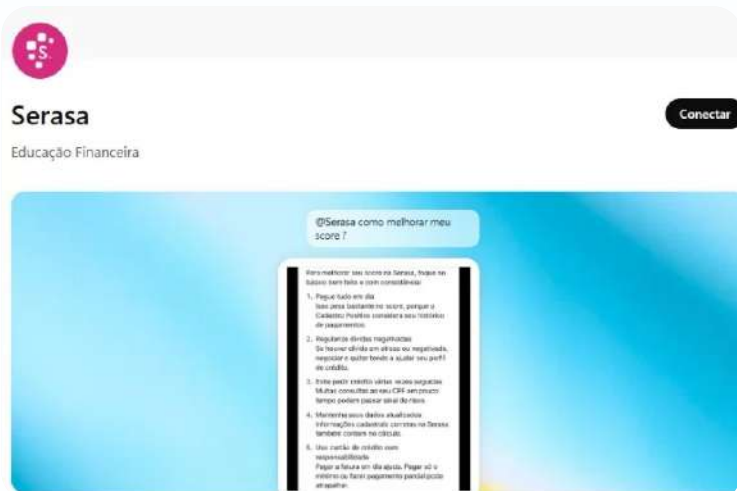 S.
Serasa
Conectar
Educação Financeira
@Serasa como melhorar meu
score ?
Para melhorar seu score na Serasa, foque no
básico bem feito e com consistência:
1. Pague tudo em dia
Isso pesa bastante no score, porque o
Cadastro Positivo considera seu histórico
de pagamentos.
2. Regularize dívidas negativadas
Se houver dívida em atraso ou negativada,
negociar e quitar tende a ajudar seu perfil
de crédito.
3. Evite pedir crédito várias vezes seguidas
Muitas consultas ao seu CPF em pouco
tempo podem passar sinal de risco.
4. Mantenha seus dados atualizados
Informações cadastrais corretas na Serasa
também contam no cálculo.
5. Use cartão de crédito com
responsabilidade
Pagar a fatura em dia ajuda. Pagar só o
mínimo ou fazer pagamento parcial pode
atrapalhar.